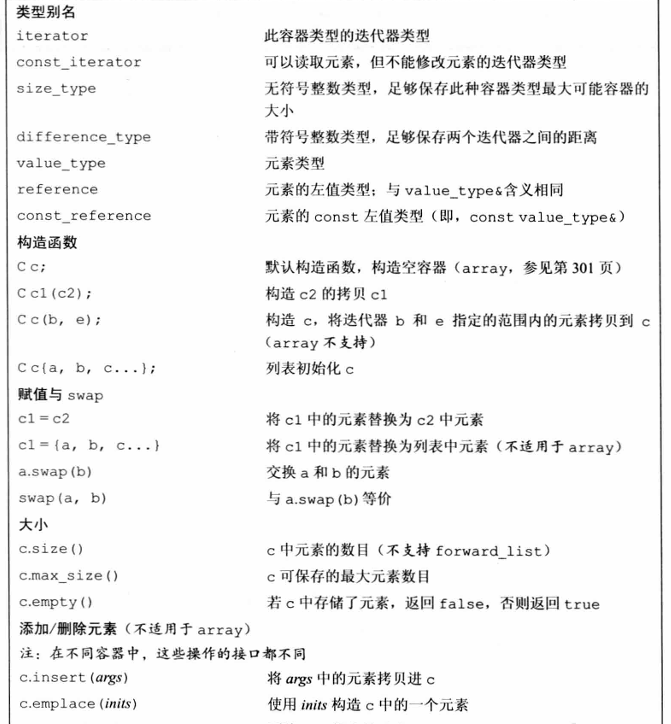 类型别名
iterator 此容器类型的迭代器类型
const_iterator 可以读取元素，但不能修改元素的迭代器类型
size_type 无符号整数类型，足够保存此种容器类型最大可能容器的
大小
difference_type 带符号整数类型，足够保存两个迭代器之间的距离
value_type 元素类型
reference 元素的左值类型；与 value_type&含义相同
const_reference 元素的 const 左值类型（即，const value_type&）
构造函数
C c; 默认构造函数，构造空容器（array，参见第 301 页）
C c1(c2); 构造 c2 的拷贝 c1
C c(b, e); 构造 c，将迭代器 b 和 e 指定的范围内的元素拷贝到 c
（array 不支持）
C c{a, b, c...}; 列表初始化 c
赋值与 swap
c1 = c2 将 c1 中的元素替换为 c2 中元素
c1 = {a, b, c...} 将 c1 中的元素替换为列表中元素（不适用于 array）
a.swap(b) 交换 a 和 b 的元素
swap(a, b) 与 a.swap(b)等价
大小
c.size() c 中元素的数目（不支持 forward_list）
c.max_size() c 可保存的最大元素数目
c.empty() 若 c 中存储了元素，返回 false，否则返回 true
添加/删除元素（不适用于 array）
注：在不同容器中，这些操作的接口都不同
c.insert(args) 将 args 中的元素拷贝进 c
c.emplace(inits) 使用 inits 构造 c 中的一个元素